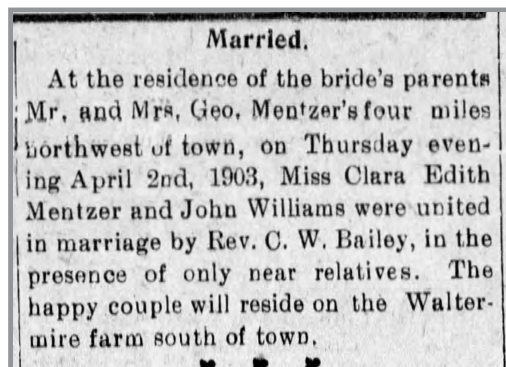 Married.
At the residence of the bride's parents
Mr. and Mrs. Geo. Mentzer's four miles
northwest of town, on Thursday even-
ing April 2nd, 1903, Miss Clara Edith
Mentzer and John Williams were united
in marriage by Rev. C. W. Bailey, in the
presence of only near relatives. The
happy couple will reside on the Walter-
mire farm south of town.